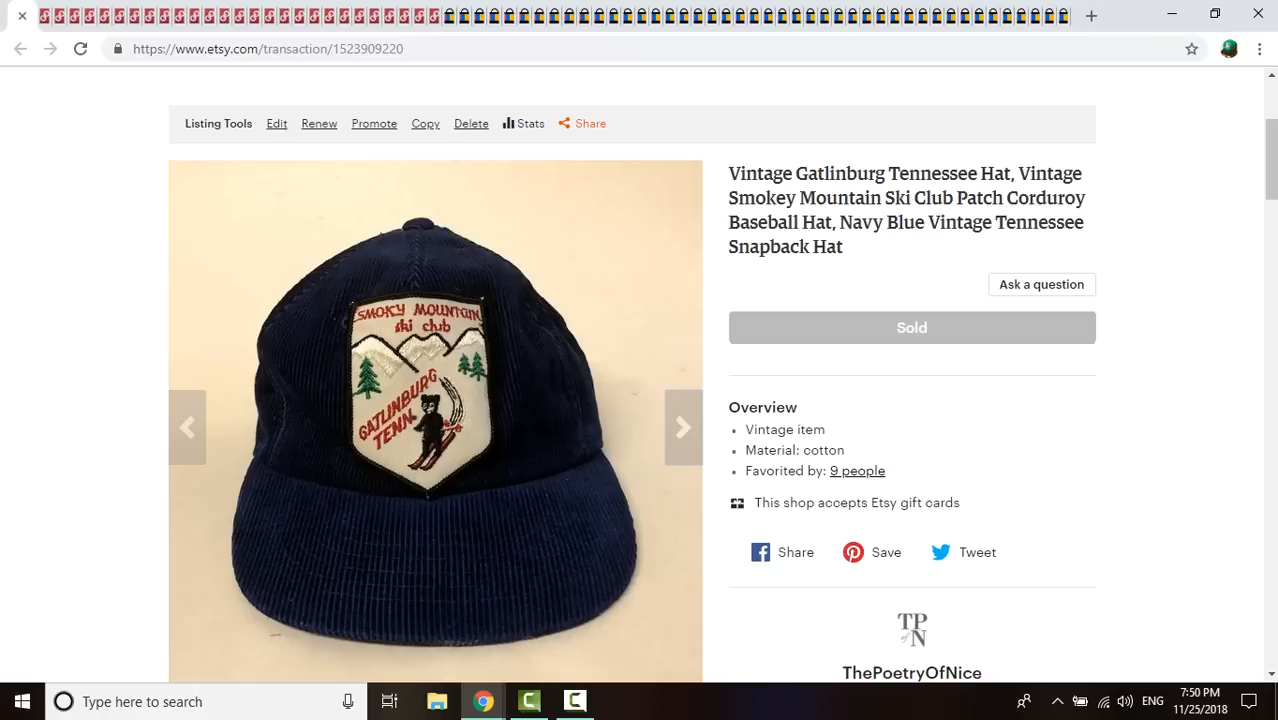 https://www.etsy.com/transaction/1523909220
Listing Tools Edit Renew Promote Copy Delete Stats Share
Vintage Gatlinburg Tennessee Hat, Vintage
Smokey Mountain Ski Club Patch Corduroy
Baseball Hat, Navy Blue Vintage Tennessee
Snapback Hat
Ask a question
Sold
SMOKY MOUNTAIN
ski club
GATLINBURG
TENN.
Overview
• Vintage item
• Material: cotton
• Favorited by: 9 people
This shop accepts Etsy gift cards
Share Save Tweet
TP
of N
ThePoetryOfNice
Type here to search
ENG
7:50 PM
11/25/2018